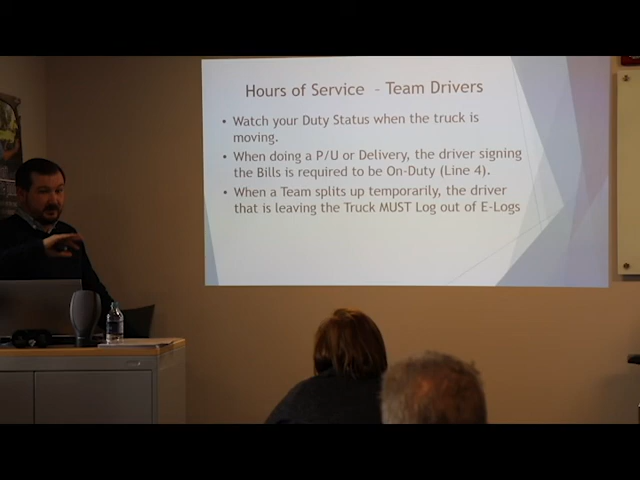 Hours of Service - Team Drivers
• Watch your Duty Status when the truck is
moving.
• When doing a P/U or Delivery, the driver signing
the Bills is required to be On-Duty (Line 4).
• When a Team splits up temporarily, the driver
that is leaving the Truck MUST Log out of E-Logs